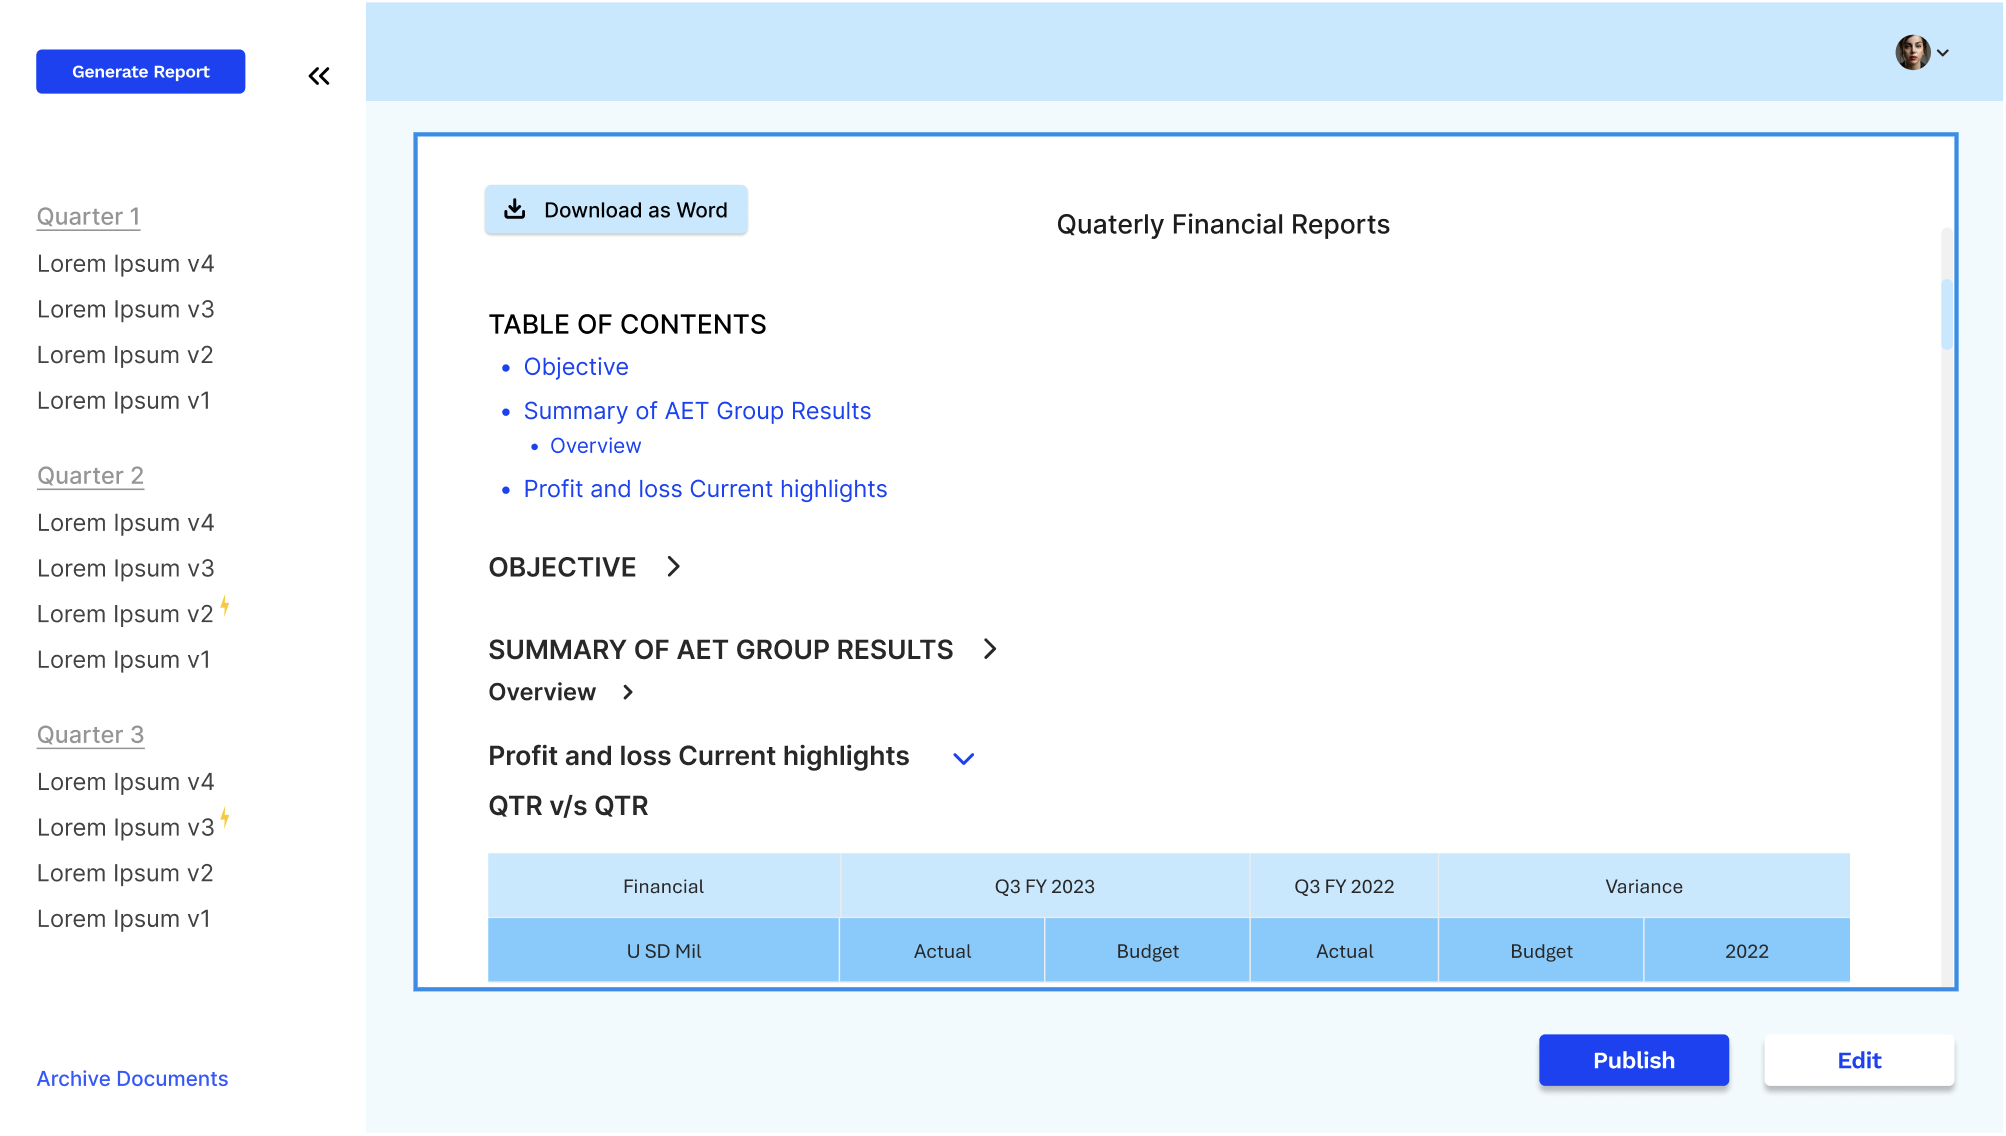 Generate Report
Quarter 1
Lorem Ipsum v4
Lorem Ipsum v3
Lorem Ipsum v2
Lorem Ipsum v1
Quarter 2
Lorem Ipsum v4
Lorem Ipsum v3
Lorem Ipsum v2
Lorem Ipsum v1
Quarter 3
Lorem Ipsum v4
Lorem Ipsum v3
Lorem Ipsum v2
Lorem Ipsum v1
Archive Documents
Download as Word
Quaterly Financial Reports
TABLE OF CONTENTS
• Objective
• Summary of AET Group Results
• Overview
• Profit and loss Current highlights
OBJECTIVE
SUMMARY OF AET GROUP RESULTS
Overview
Profit and loss Current highlights
QTR v/s QTR
Financial Q3 FY 2023 Q3 FY 2022 Variance
U SD Mil Actual Budget Actual Budget 2022
Publish Edit